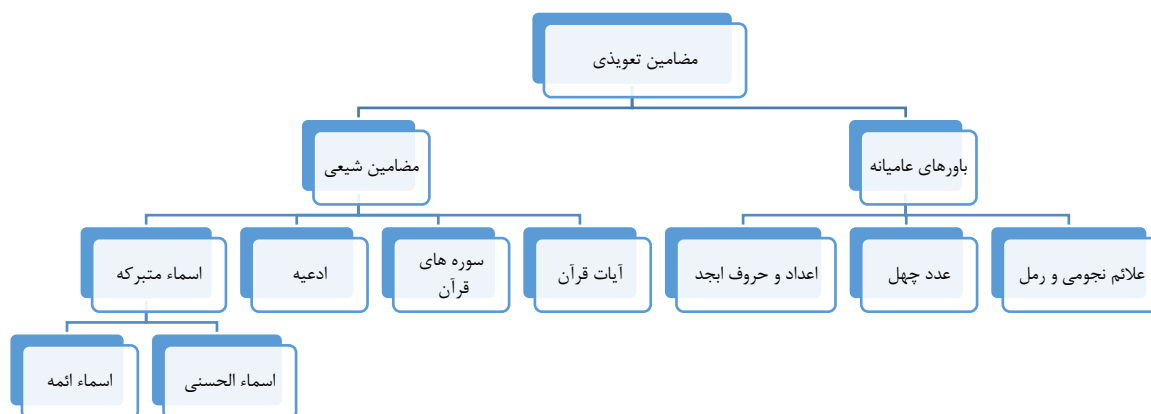 مضامین تعویذی
باورهای عامیانه
مضامین شیعی
علائم نجومی و رمل
عدد چهل
اعداد و حروف ابجد
آیات قرآن
سوره های
قرآن
ادعیه
اسماء متبرکه
اسماء الحسنی
اسماء ائمه